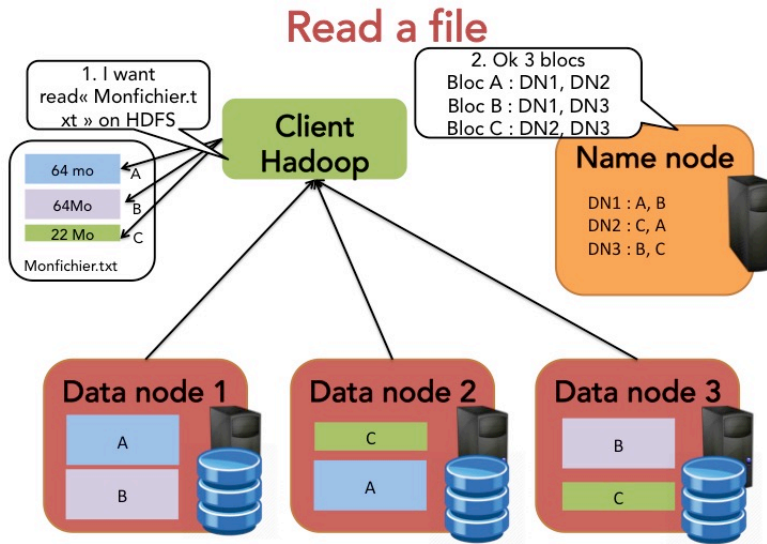 Read a file
1. I want
read« Monfichier.t
xt » on HDFS
2. Ok 3 blocs
Bloc A : DN1, DN2
Bloc B : DN1, DN3
Bloc C : DN2, DN3
Client
Hadoop
Name node
DN1 : A, B
DN2 : C, A
DN3 : B, C
64 mo
A
64Mo
B
22 Mo
C
Monfichier.txt
Data node 1
A
B
Data node 2
C
A
Data node 3
B
C